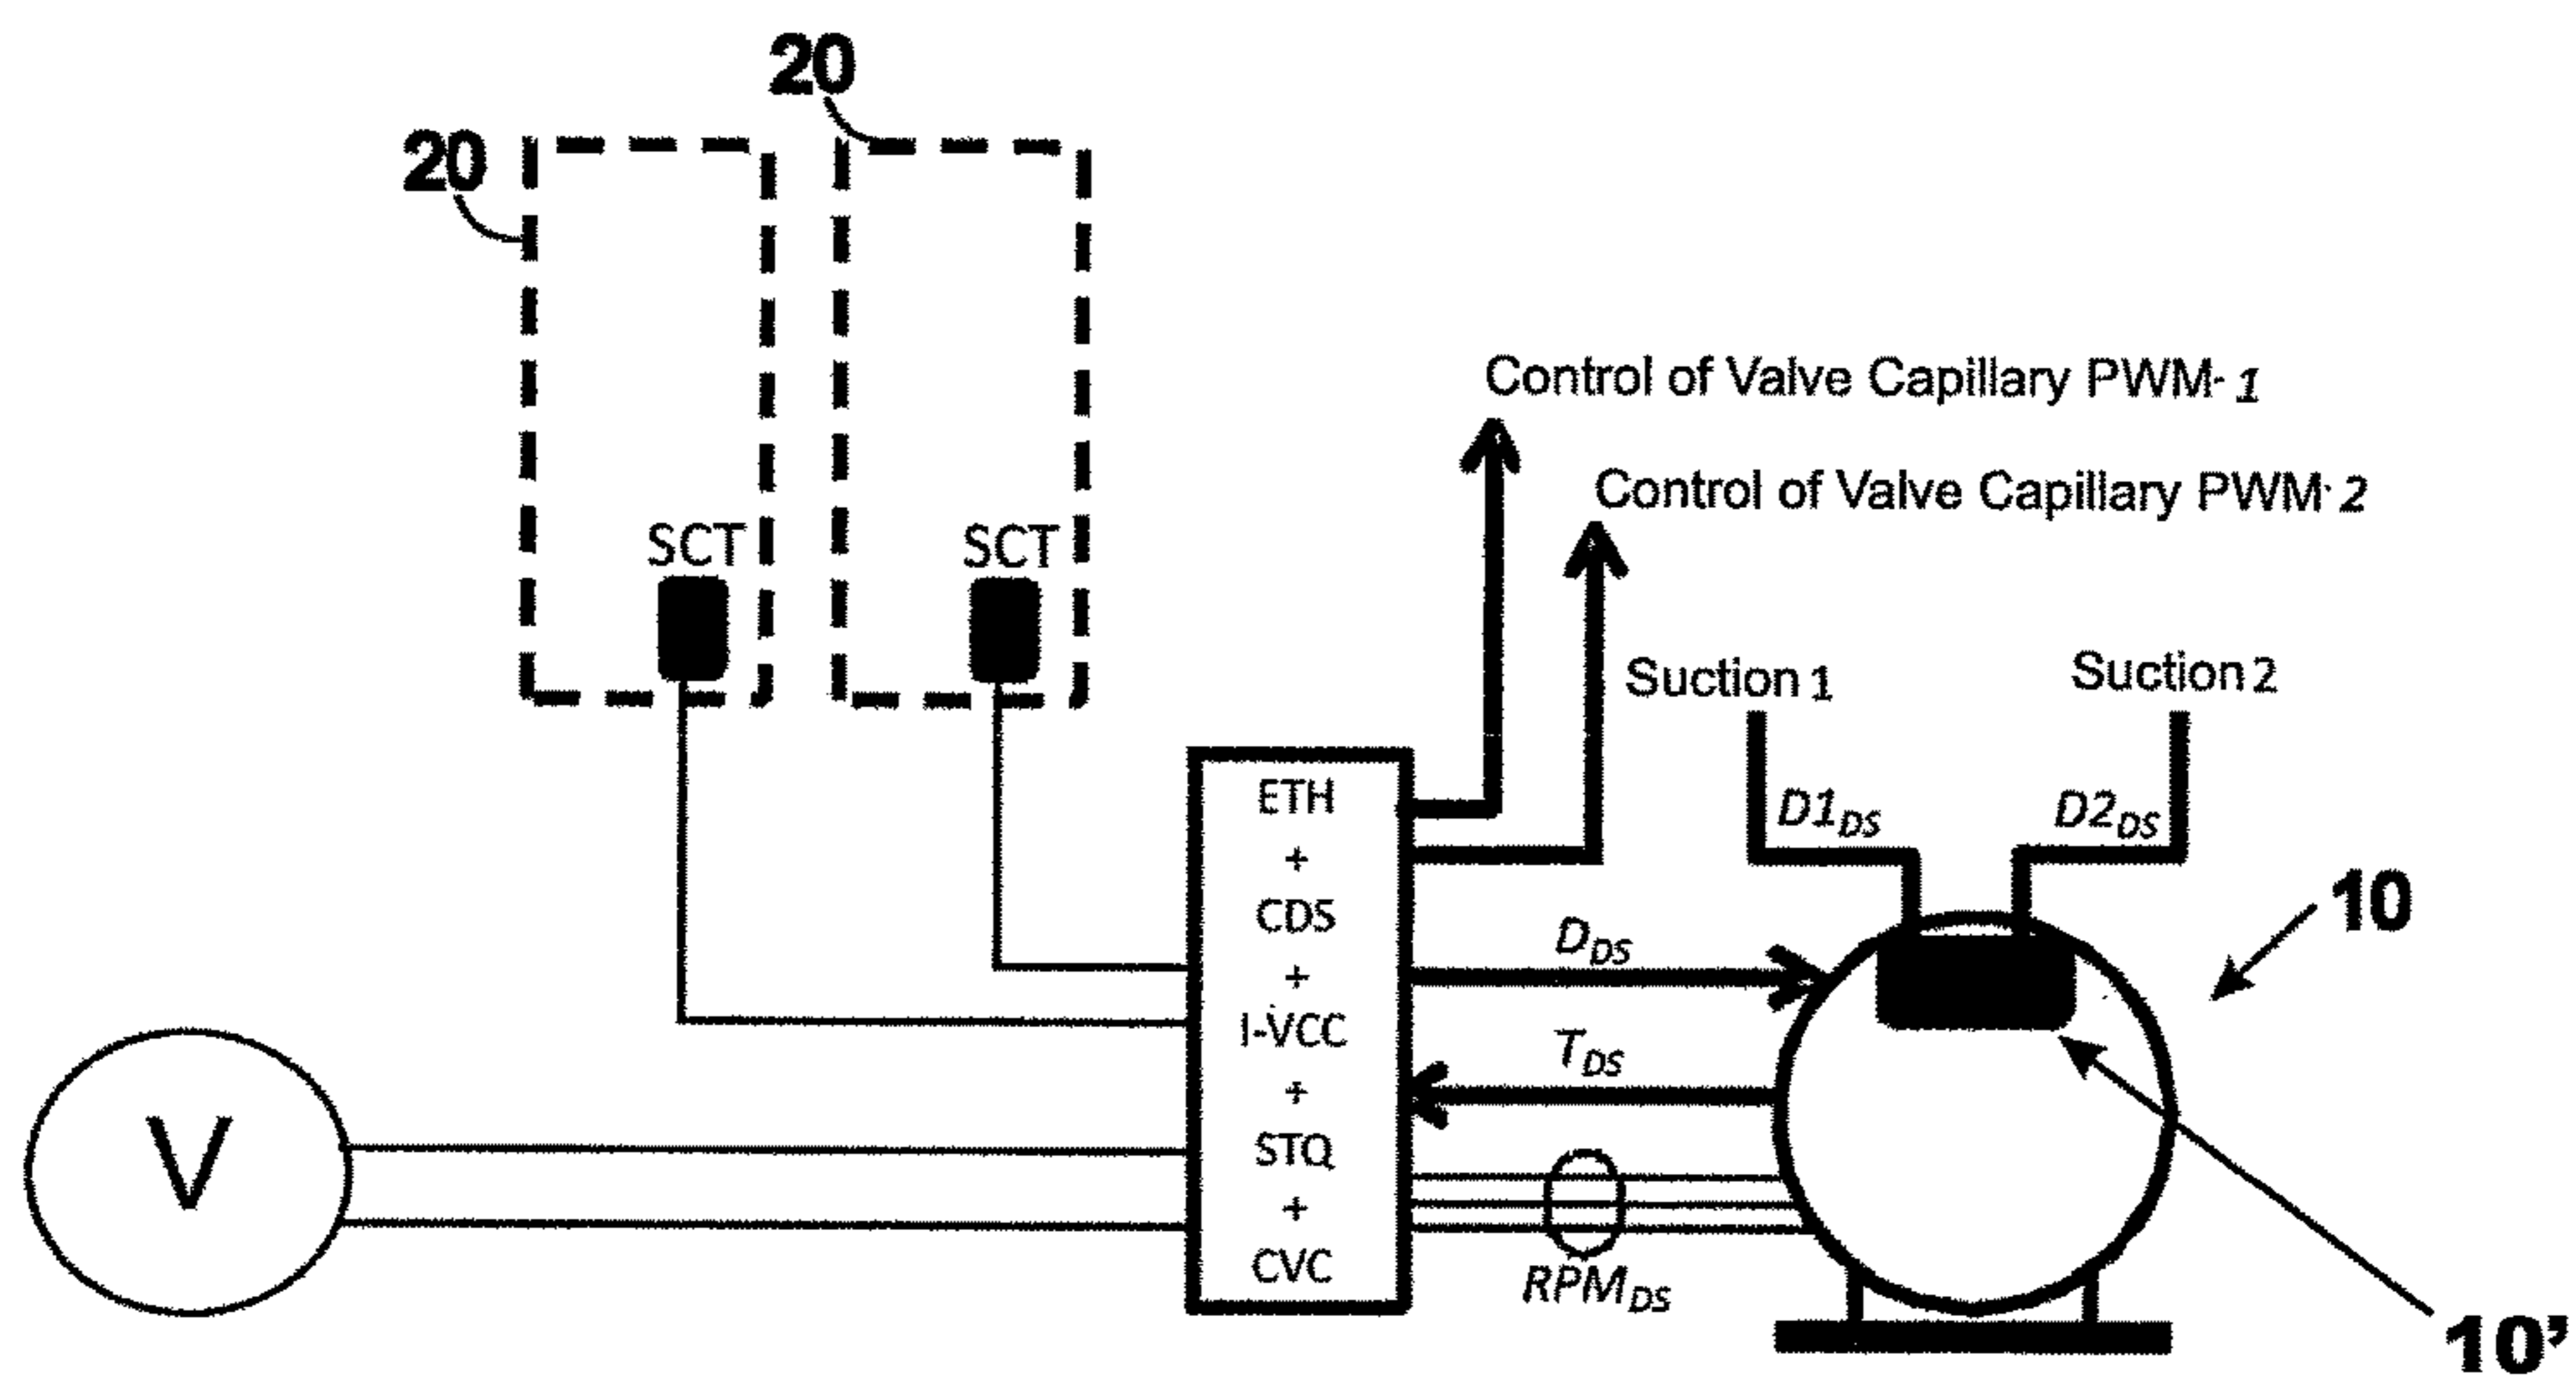 20
20
Control of Valve Capillary PWM-1
Control of Valve Capillary PWM-2
SCT
SCT
Suction 1
Suction 2
ETH
+
CDS
+
I-VCC
+
STQ
+
CVC
D1DS
D2DS
10
DDS
TDS
V
RPMDS
10'